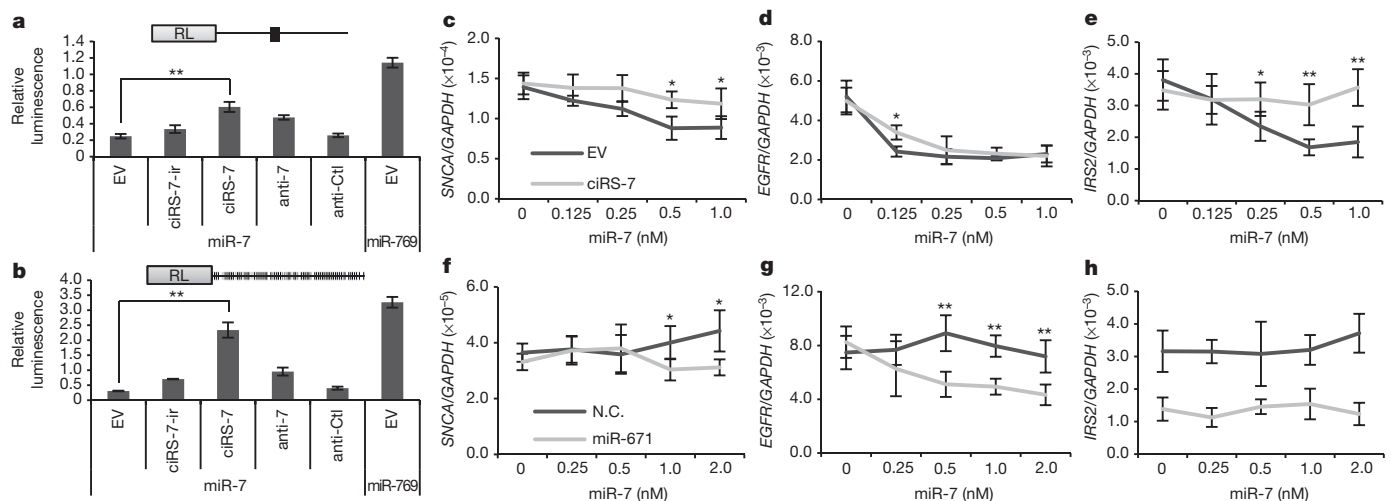 a
RL
Relative
luminescence
1.4
1.2
1.0
0.8
0.6
0.4
0.2
0
**
EV
ciRS-7-ir
ciRS-7
anti-7
anti-Ctl
EV
miR-7
miR-769
b
RL
Relative
luminescence
4.0
3.5
3.0
2.5
2.0
1.5
1.0
0.5
0
**
EV
ciRS-7-ir
ciRS-7
anti-7
anti-Ctl
EV
miR-7
miR-769
c
SNCA/GAPDH (×10⁻⁴)
2.0
1.5
1.0
0.5
0.0
* *
EV
ciRS-7
0 0.125 0.25 0.5 1.0
miR-7 (nM)
d
EGFR/GAPDH (×10⁻³)
8.0
6.0
4.0
2.0
0.0
*
0 0.125 0.25 0.5 1.0
miR-7 (nM)
e
IRS2/GAPDH (×10⁻³)
5.0
4.0
3.0
2.0
1.0
0.0
* ** **
0 0.125 0.25 0.5 1.0
miR-7 (nM)
f
SNCA/GAPDH (×10⁻⁵)
6.0
4.0
2.0
0.0
* *
N.C.
miR-671
0 0.25 0.5 1.0 2.0
miR-7 (nM)
g
EGFR/GAPDH (×10⁻³)
12.0
8.0
4.0
0.0
** ** **
0 0.25 0.5 1.0 2.0
miR-7 (nM)
h
IRS2/GAPDH (×10⁻³)
5.0
4.0
3.0
2.0
1.0
0.0
0 0.25 0.5 1.0 2.0
miR-7 (nM)